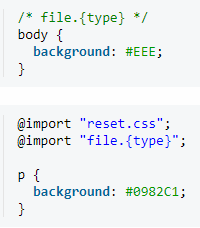 /* file.{type} */
body {
  background: #EEE;
}
@import "reset.css";
@import "file.{type}";
p {
  background: #0982C1;
}